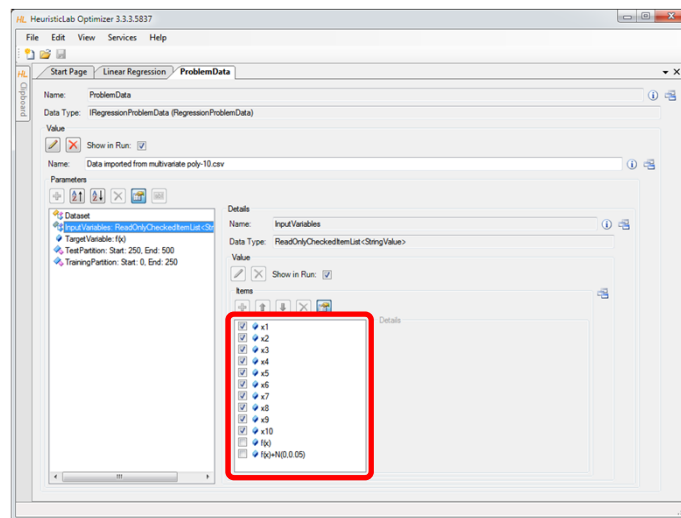 HL HeuristicLab Optimizer 3.3.3.5837
File Edit View Services Help
HL Clipboard
Start Page Linear Regression ProblemData
Name: ProblemData
Data Type: IRegressionProblemData (RegressionProblemData)
Value
Show in Run:
Name: Data imported from multivariate poly-10.csv
Parameters
Dataset
InputVariables: ReadOnlyCheckedItemList<Str
TargetVariable: f(x)
TestPartition: Start: 250, End: 500
TrainingPartition: Start: 0, End: 250
Details
Name: InputVariables
Data Type: ReadOnlyCheckedItemList<StringValue>
Value
Show in Run:
Items
Details
x1
x2
x3
x4
x5
x6
x7
x8
x9
x10
f(x)
f(x)+N(0,0.05)